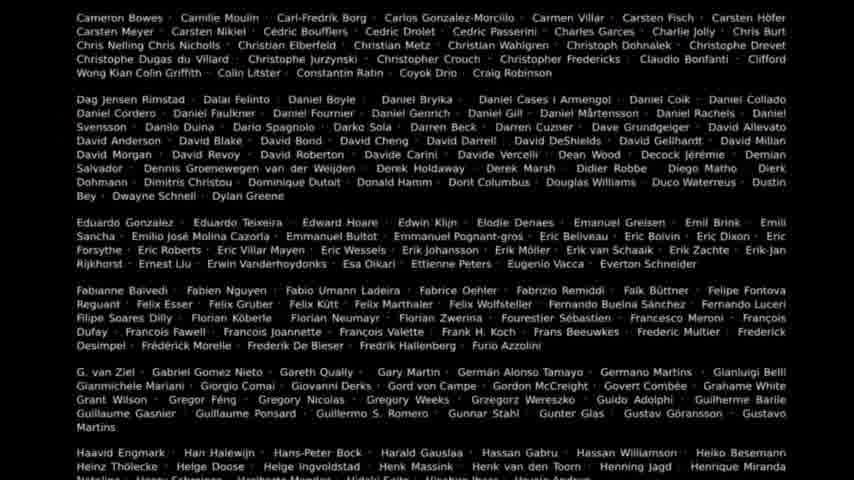 Cameron Bowes · Camille Moulin · Carl-Fredrik Borg · Carlos Gonzalez-Morcillo · Carmen Villar · Carsten Fisch · Carsten Höfer
Carsten Meyer · Carsten Nikiel · Cédric Boufflers · Cedric Drolet · Cedric Passerini · Charles Garces · Charlie Jolly · Chris Burt
Chris Nelling Chris Nicholls · Christian Elberfeld · Christian Metz · Christian Wahlgren · Christoph Dohnalek · Christophe Drevet
Christophe Dugas du Villard · Christophe Jurzynski · Christopher Crouch · Christopher Fredericks · Claudio Bonfanti · Clifford
Wong Kian Colin Griffith · Colin Litster · Constantin Rahn · Coyok Drio · Craig Robinson
Dag Jensen Rimstad · Dalai Felinto · Daniel Boyle · Daniel Brylka · Daniel Cases i Armengol · Daniel Coik · Daniel Collado
Daniel Cordero · Daniel Faulkner · Daniel Fournier · Daniel Genrich · Daniel Gill · Daniel Mårtensson · Daniel Rachels · Daniel
Svensson · Danilo Duina · Dario Spagnolo · Darko Sola · Darren Beck · Darren Cuzner · Dave Grundgeiger · David Allevato
David Anderson · David Blake · David Bond · David Cheng · David Darrell · David DeShields · David Gellhardt · David Millan
David Morgan · David Revoy · David Roberton · Davide Carini · Davide Vercelli · Dean Wood · Decock Jérémie · Demian
Salvador · Dennis Groenewegen van der Weijden · Derek Holdaway · Derek Marsh · Didier Robbe · Diego Matho · Dierk
Dohmann · Dimitris Christou · Dominique Dutoit · Donald Hamm · Dont Columbus · Douglas Williams · Duco Waterreus · Dustin
Bey · Dwayne Schnell · Dylan Greene
Eduardo Gonzalez · Eduardo Teixeira · Edward Hoare · Edwin Klijn · Elodie Denaes · Emanuel Greisen · Emil Brink · Emili
Sancha · Emilio José Molina Cazorla · Emmanuel Bultot · Emmanuel Pognant-gros · Eric Beliveau · Eric Boivin · Eric Dixon · Eric
Forsythe · Eric Roberts · Eric Villar Mayen · Eric Wessels · Erik Johansson · Erik Möller · Erik van Schaaik · Erik Zachte · Erik-Jan
Rijkhorst · Ernest Liu · Erwin Vanderhoydonks · Esa Oikari · Ettienne Peters · Eugenio Vacca · Everton Schneider
Fabianne Balvedi · Fabien Nguyen · Fabio Umann Ladeira · Fabrice Oehler · Fabrizio Remiddi · Falk Büttner · Felipe Fontova
Reguant · Felix Esser · Felix Gruber · Felix Kütt · Felix Marthaler · Felix Wolfsteller · Fernando Buelna Sánchez · Fernando Luceri
Filipe Soares Dilly · Florian Köberle · Florian Neumayr · Florian Zwerina · Fourestier Sébastien · Francesco Meroni · François
Dufay · Francois Fawell · Francois Joannette · François Valette · Frank H. Koch · Frans Beeuwkes · Frederic Multier · Frederick
Desimpel · Frédérick Morelle · Frederik De Bleser · Fredrik Hallenberg · Furio Azzolini
G. van Ziel · Gabriel Gomez Nieto · Gareth Qually · Gary Martin · Germán Alonso Tamayo · Germano Martins · Gianluigi Belli
Gianmichele Mariani · Giorgio Comai · Giovanni Derks · Gord von Campe · Gordon McCreight · Govert Combée · Grahame White
Grant Wilson · Gregor Féng · Gregory Nicolas · Gregory Weeks · Grzegorz Wereszko · Guido Adolphi · Guilherme Barile
Guillaume Gasnier · Guillaume Ponsard · Guillermo S. Romero · Gunnar Stahl · Gunter Glas · Gustav Göransson · Gustavo
Martins
Haavid Engmark · Han Halewijn · Hans-Peter Bock · Harald Gauslaa · Hassan Gabru · Hassan Williamson · Heiko Besemann
Heinz Thölecke · Helge Doose · Helge Ingvoldstad · Henk Massink · Henk van den Toorn · Henning Jagd · Henrique Miranda